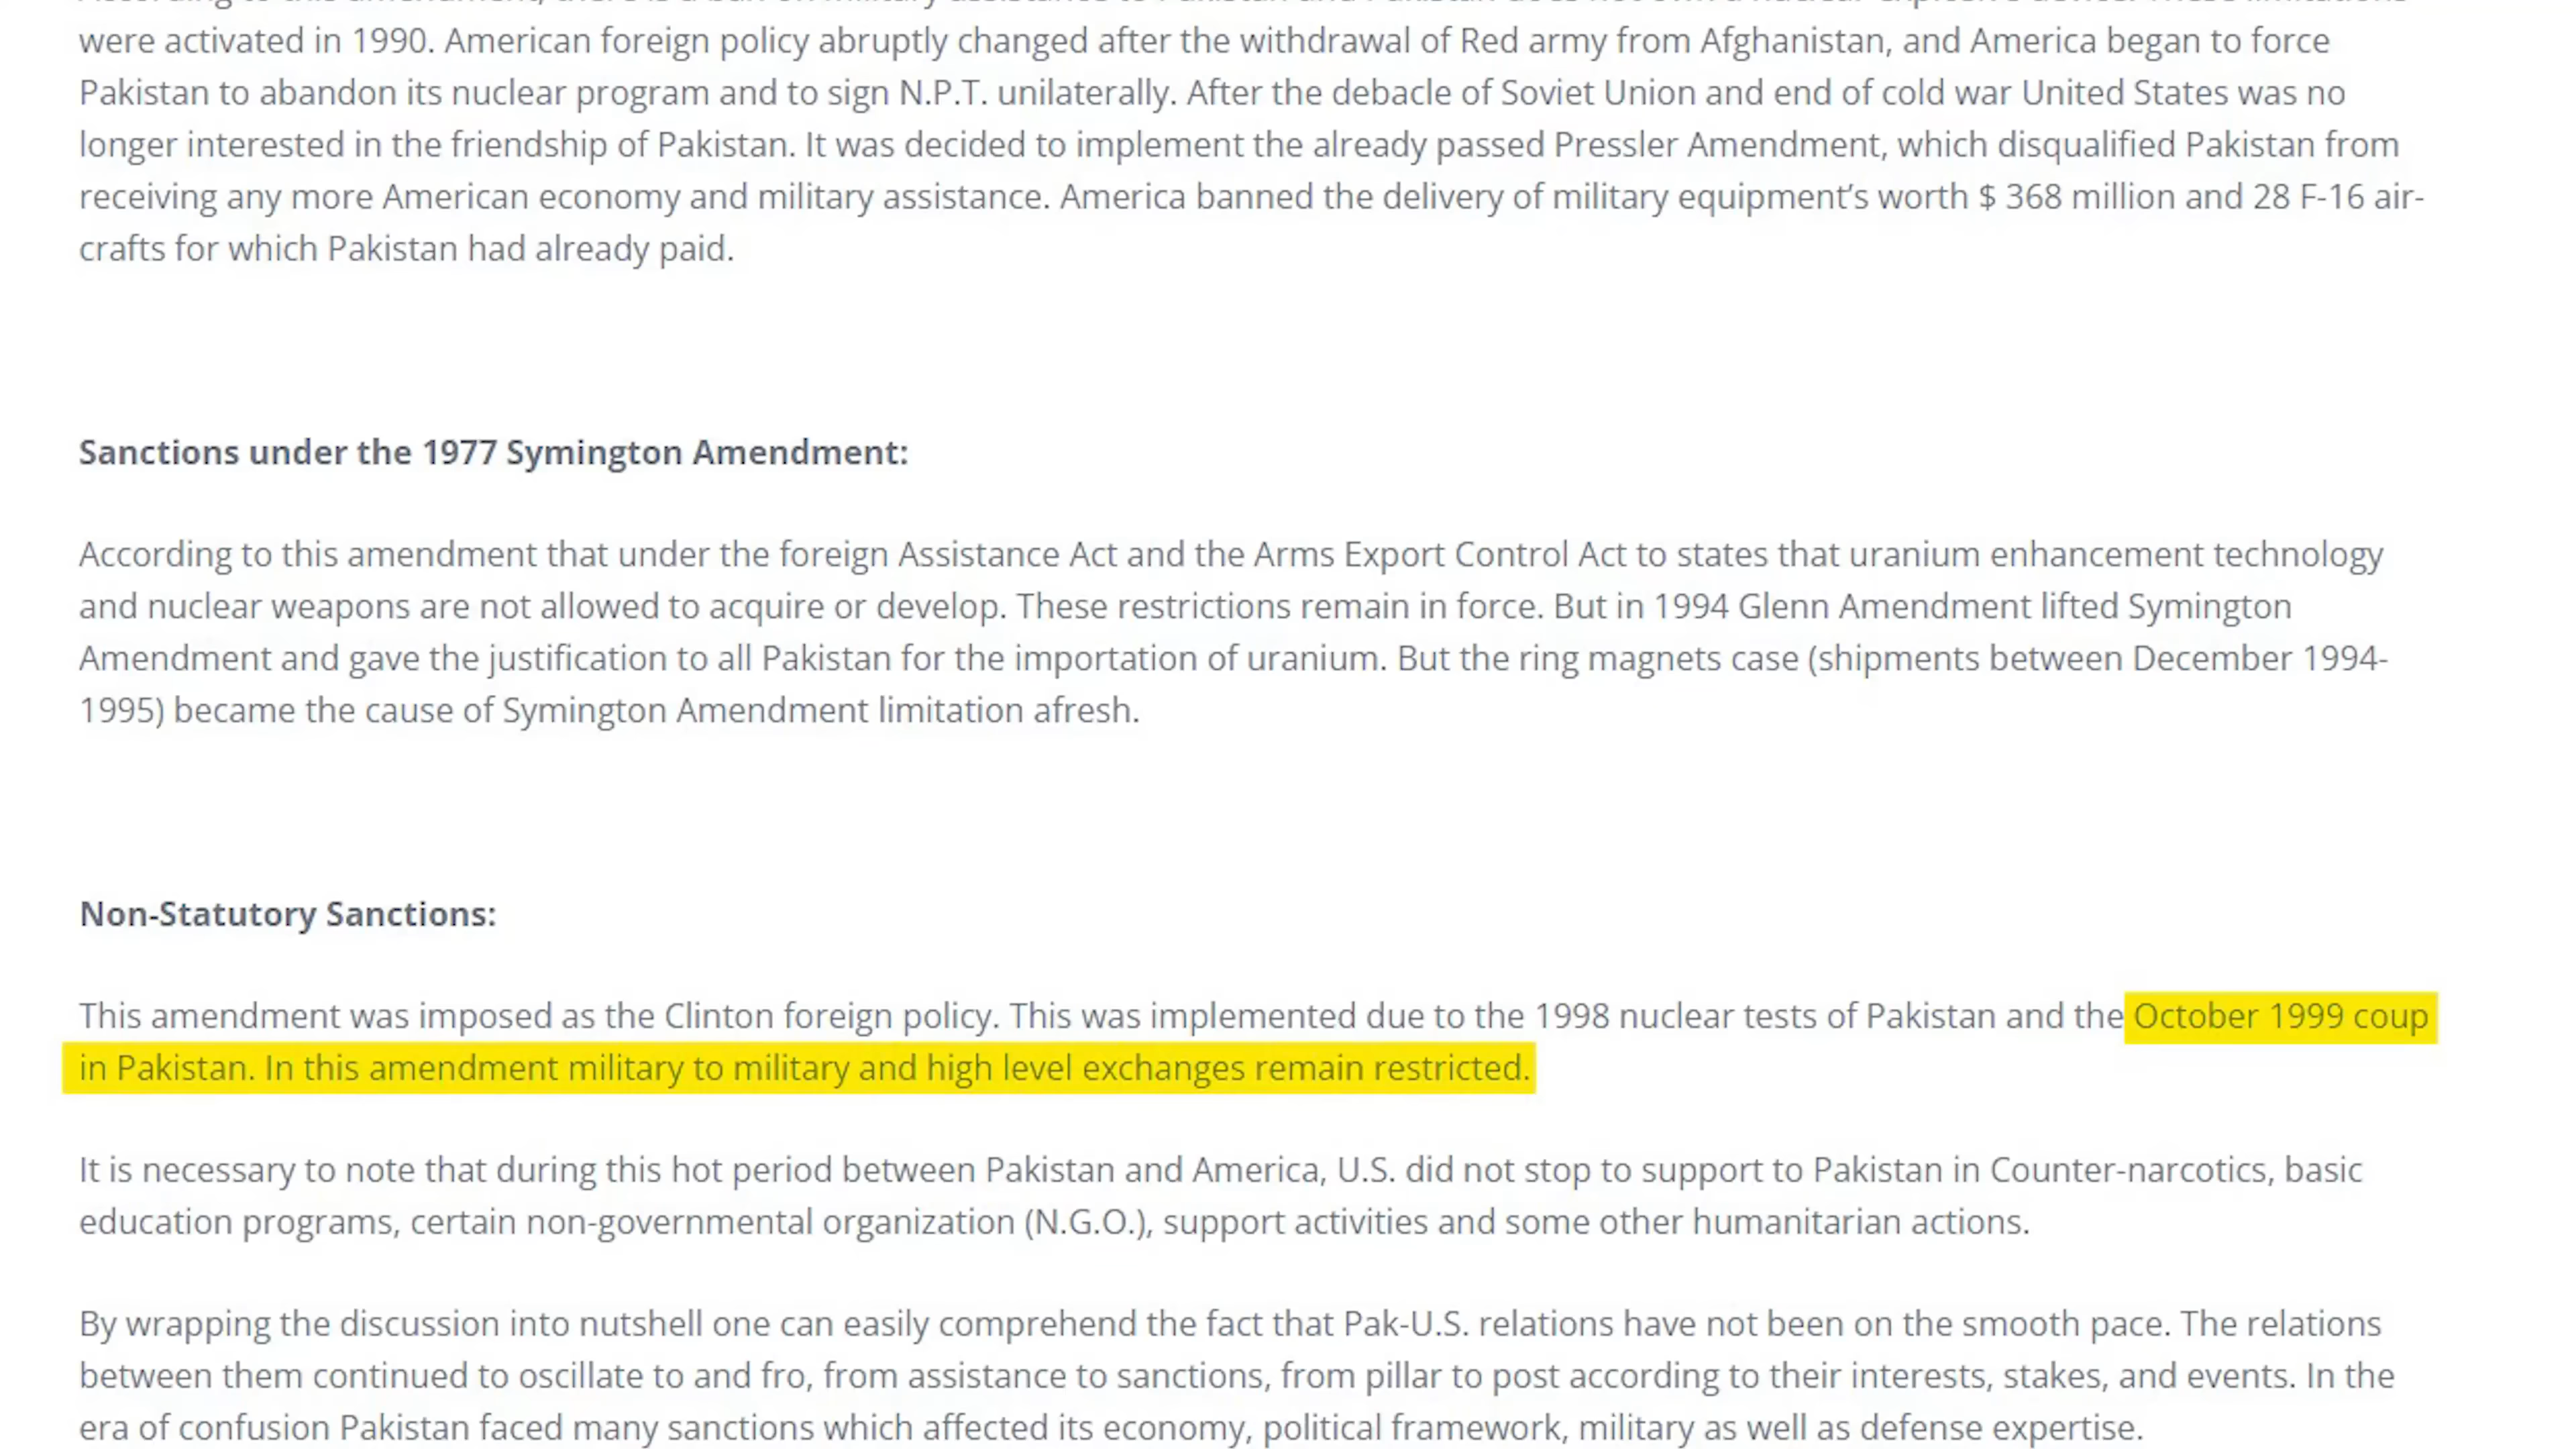 were activated in 1990. American foreign policy abruptly changed after the withdrawal of Red army from Afghanistan, and America began to force
Pakistan to abandon its nuclear program and to sign N.P.T. unilaterally. After the debacle of Soviet Union and end of cold war United States was no
longer interested in the friendship of Pakistan. It was decided to implement the already passed Pressler Amendment, which disqualified Pakistan from
receiving any more American economy and military assistance. America banned the delivery of military equipment’s worth $ 368 million and 28 F-16 air-
crafts for which Pakistan had already paid.
Sanctions under the 1977 Symington Amendment:
According to this amendment that under the foreign Assistance Act and the Arms Export Control Act to states that uranium enhancement technology
and nuclear weapons are not allowed to acquire or develop. These restrictions remain in force. But in 1994 Glenn Amendment lifted Symington
Amendment and gave the justification to all Pakistan for the importation of uranium. But the ring magnets case (shipments between December 1994-
1995) became the cause of Symington Amendment limitation afresh.
Non-Statutory Sanctions:
This amendment was imposed as the Clinton foreign policy. This was implemented due to the 1998 nuclear tests of Pakistan and the October 1999 coup
in Pakistan. In this amendment military to military and high level exchanges remain restricted.
It is necessary to note that during this hot period between Pakistan and America, U.S. did not stop to support to Pakistan in Counter-narcotics, basic
education programs, certain non-governmental organization (N.G.O.), support activities and some other humanitarian actions.
By wrapping the discussion into nutshell one can easily comprehend the fact that Pak-U.S. relations have not been on the smooth pace. The relations
between them continued to oscillate to and fro, from assistance to sanctions, from pillar to post according to their interests, stakes, and events. In the
era of confusion Pakistan faced many sanctions which affected its economy, political framework, military as well as defense expertise.